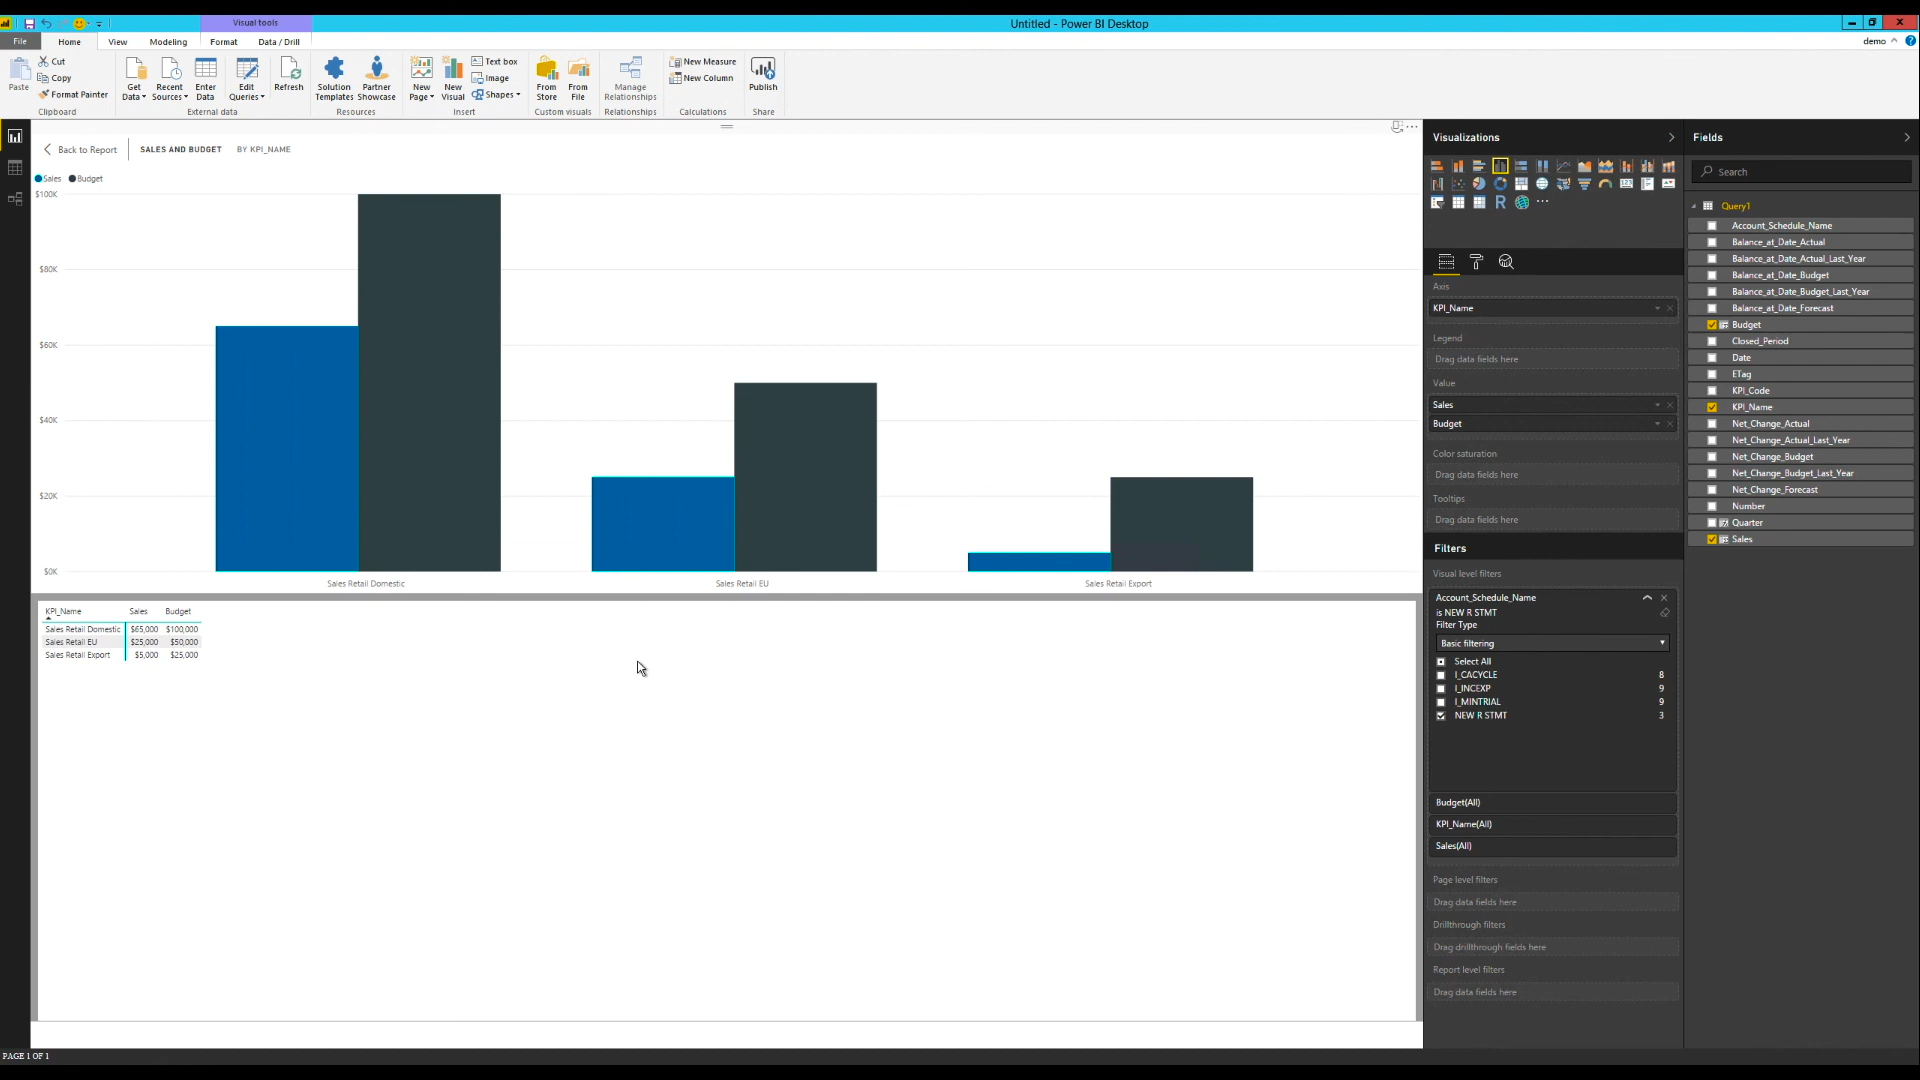 Visual tools
Untitled - Power BI Desktop
File
Home
View
Modeling
Format
Data / Drill
demo
Paste
Cut
Copy
Format Painter
Clipboard
Get Data
Recent Sources
Enter Data
Edit Queries
Refresh
External data
Solution Templates
Partner Showcase
Resources
New Page
New Visual
Text box
Image
Shapes
Insert
From Store
From File
Custom visuals
Manage Relationships
Relationships
New Measure
New Column
Calculations
Publish
Share
Back to Report
SALES AND BUDGET
BY KPI_NAME
Sales
Budget
$100K
$80K
$60K
$40K
$20K
$0K
Sales Retail Domestic
Sales Retail EU
Sales Retail Export
KPI_Name Sales Budget
Sales Retail Domestic $65,000 $100,000
Sales Retail EU $25,000 $50,000
Sales Retail Export $5,000 $25,000
Visualizations
R
Axis
KPI_Name
Legend
Drag data fields here
Value
Sales
Budget
Color saturation
Drag data fields here
Tooltips
Drag data fields here
Filters
Visual level filters
Account_Schedule_Name
is NEW R STMT
Filter Type
Basic filtering
Select All
I_CACYCLE 8
I_INCEXP 9
I_MINTRIAL 9
NEW R STMT 3
Budget(All)
KPI_Name(All)
Sales(All)
Page level filters
Drag data fields here
Drillthrough filters
Drag drillthrough fields here
Report level filters
Drag data fields here
Fields
Search
Query1
Account_Schedule_Name
Balance_at_Date_Actual
Balance_at_Date_Actual_Last_Year
Balance_at_Date_Budget
Balance_at_Date_Budget_Last_Year
Balance_at_Date_Forecast
Budget
Closed_Period
Date
ETag
KPI_Code
KPI_Name
Net_Change_Actual
Net_Change_Actual_Last_Year
Net_Change_Budget
Net_Change_Budget_Last_Year
Net_Change_Forecast
Number
Quarter
Sales
PAGE 1 OF 1